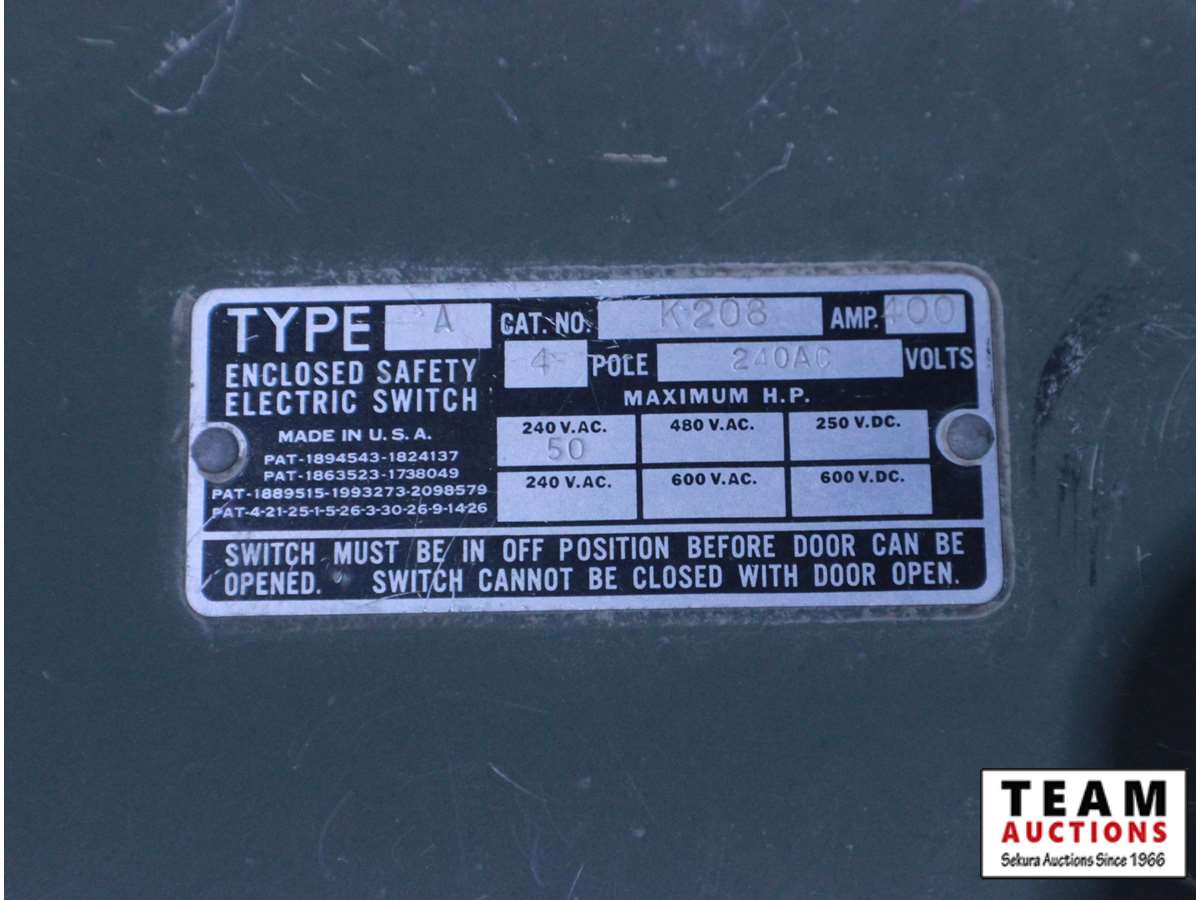 TYPE A CAT. NO. K208 AMP. 400
4 POLE 240AC VOLTS
ENCLOSED SAFETY
ELECTRIC SWITCH
MADE IN U.S.A.
PAT-1894543-1824137
PAT-1863523-1738049
PAT-1889515-1993273-2098579
PAT-4-21-25-1-5-26-3-30-26-9-14-26
MAXIMUM H.P.
240 V.AC. 480 V.AC. 250 V.DC.
50
240 V.AC. 600 V.AC. 600 V.DC.
SWITCH MUST BE IN OFF POSITION BEFORE DOOR CAN BE
OPENED. SWITCH CANNOT BE CLOSED WITH DOOR OPEN.
TEAM
AUCTIONS
Sekura Auctions Since 1966